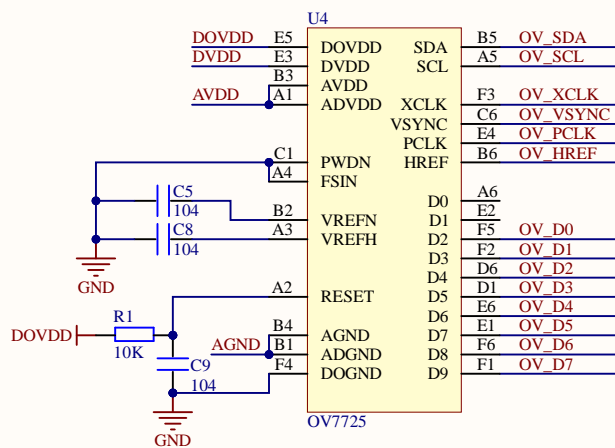 U4
DOVDD E5 DOVDD SDA B5 OV_SDA
DVDD E3 DVDD SCL A5 OV_SCL
B3 AVDD
AVDD A1 ADVDD XCLK F3 OV_XCLK
VSYNC C6 OV_VSYNC
PCLK E4 OV_PCLK
C1 PWDN HREF B6 OV_HREF
A4 FSIN
C5 D0 A6
104 B2 VREFN D1 E2
C8 A3 VREFH D2 F5 OV_D0
104 D3 F2 OV_D1
GND D4 D6 OV_D2
A2 RESET D5 D1 OV_D3
R1 D6 E6 OV_D4
DOVDD B4 AGND D7 E1 OV_D5
10K AGND B1 ADGND D8 F6 OV_D6
C9 F4 DOGND D9 F1 OV_D7
104
GND
OV7725